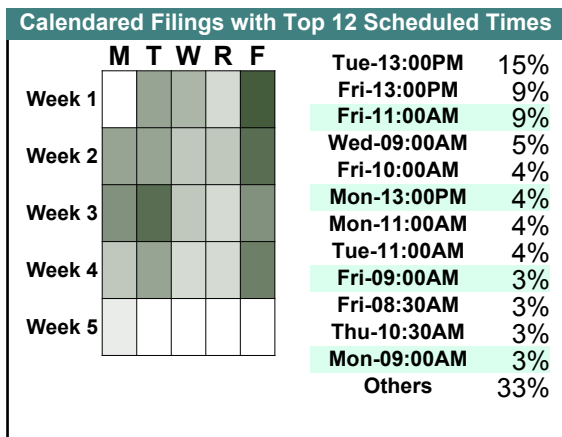 Calendared Filings with Top 12 Scheduled Times
M T W R F
Week 1
Week 2
Week 3
Week 4
Week 5
Tue-13:00PM 15%
Fri-13:00PM 9%
Fri-11:00AM 9%
Wed-09:00AM 5%
Fri-10:00AM 4%
Mon-13:00PM 4%
Mon-11:00AM 4%
Tue-11:00AM 4%
Fri-09:00AM 3%
Fri-08:30AM 3%
Thu-10:30AM 3%
Mon-09:00AM 3%
Others 33%